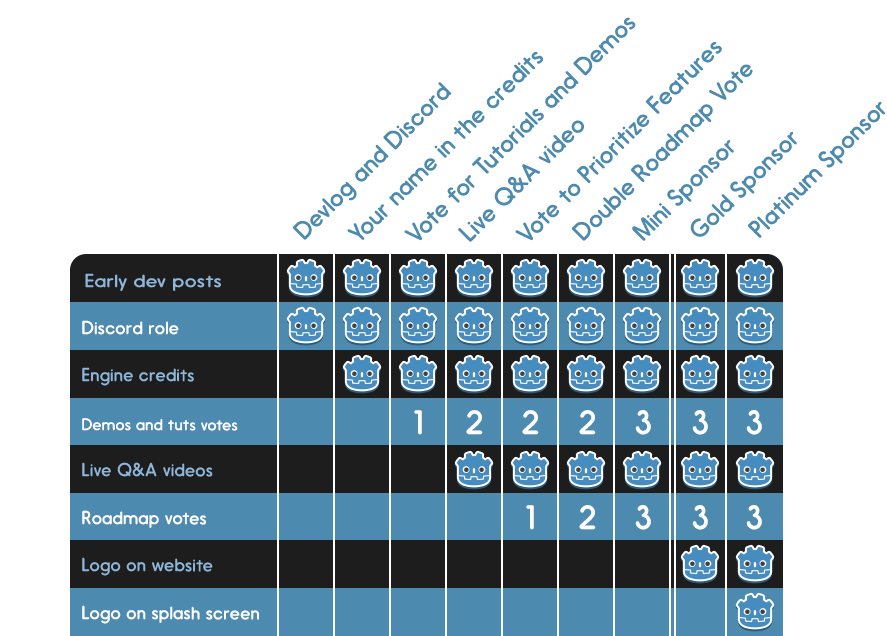 Devlog and Discord
Your name in the credits
Vote for Tutorials and Demos
Live Q&A video
Vote to Prioritize Features
Double Roadmap Vote
Mini Sponsor
Gold Sponsor
Platinum Sponsor
Early dev posts
Discord role
Engine credits
Demos and tuts votes 1 2 2 2 3 3 3
Live Q&A videos
Roadmap votes 1 2 3 3 3
Logo on website
Logo on splash screen